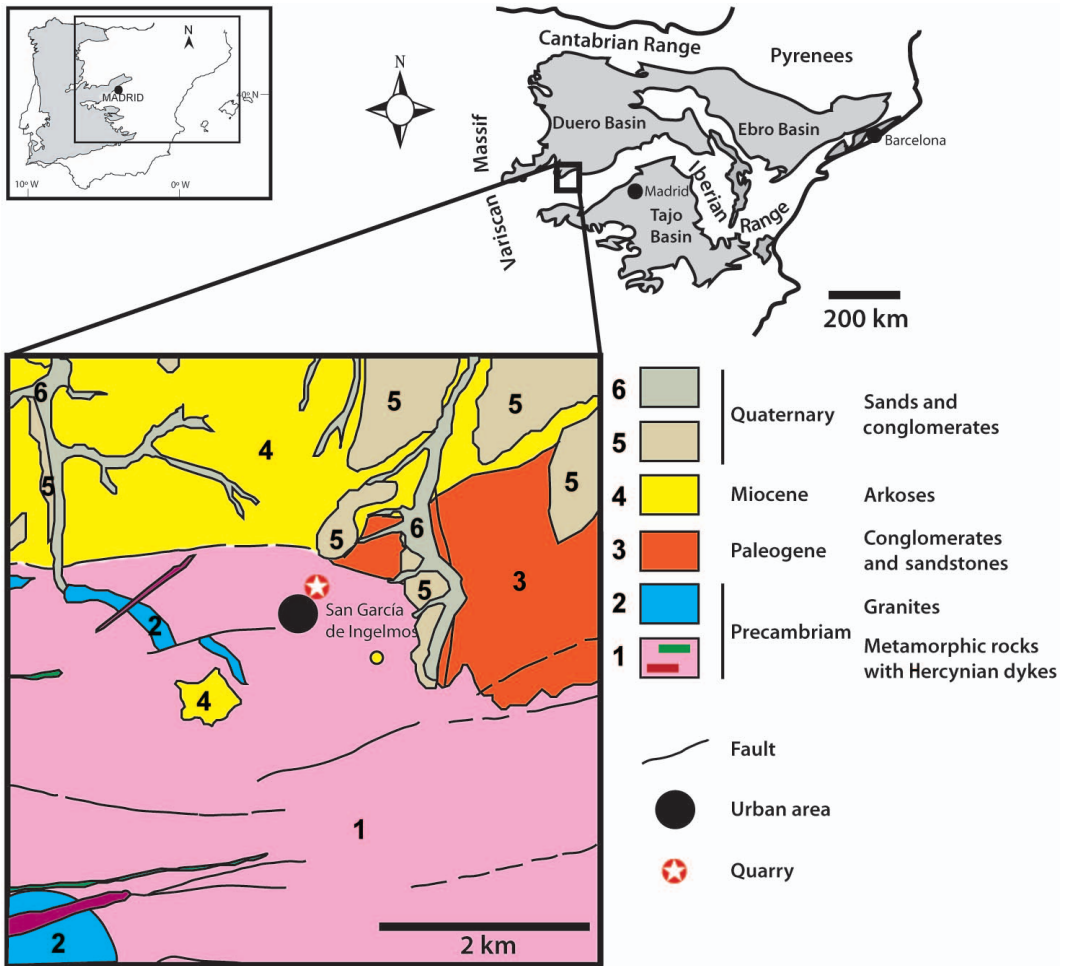 N
MADRID
40º N
10º W
0º W
N
Cantabrian Range
Pyrenees
Duero Basin
Ebro Basin
Barcelona
Variscan Massif
Madrid
Iberian Range
Tajo
Basin
200 km
6
5
5
4
5
5
5
6
3
5
2
San García
de Ingelmos
4
1
2
2 km
6
5
Quaternary
Sands and
conglomerates
4
Miocene
Arkoses
3
Paleogene
Conglomerates
and sandstones
2
Granites
Precambriam
1
Metamorphic rocks
with Hercynian dykes
Fault
Urban area
Quarry